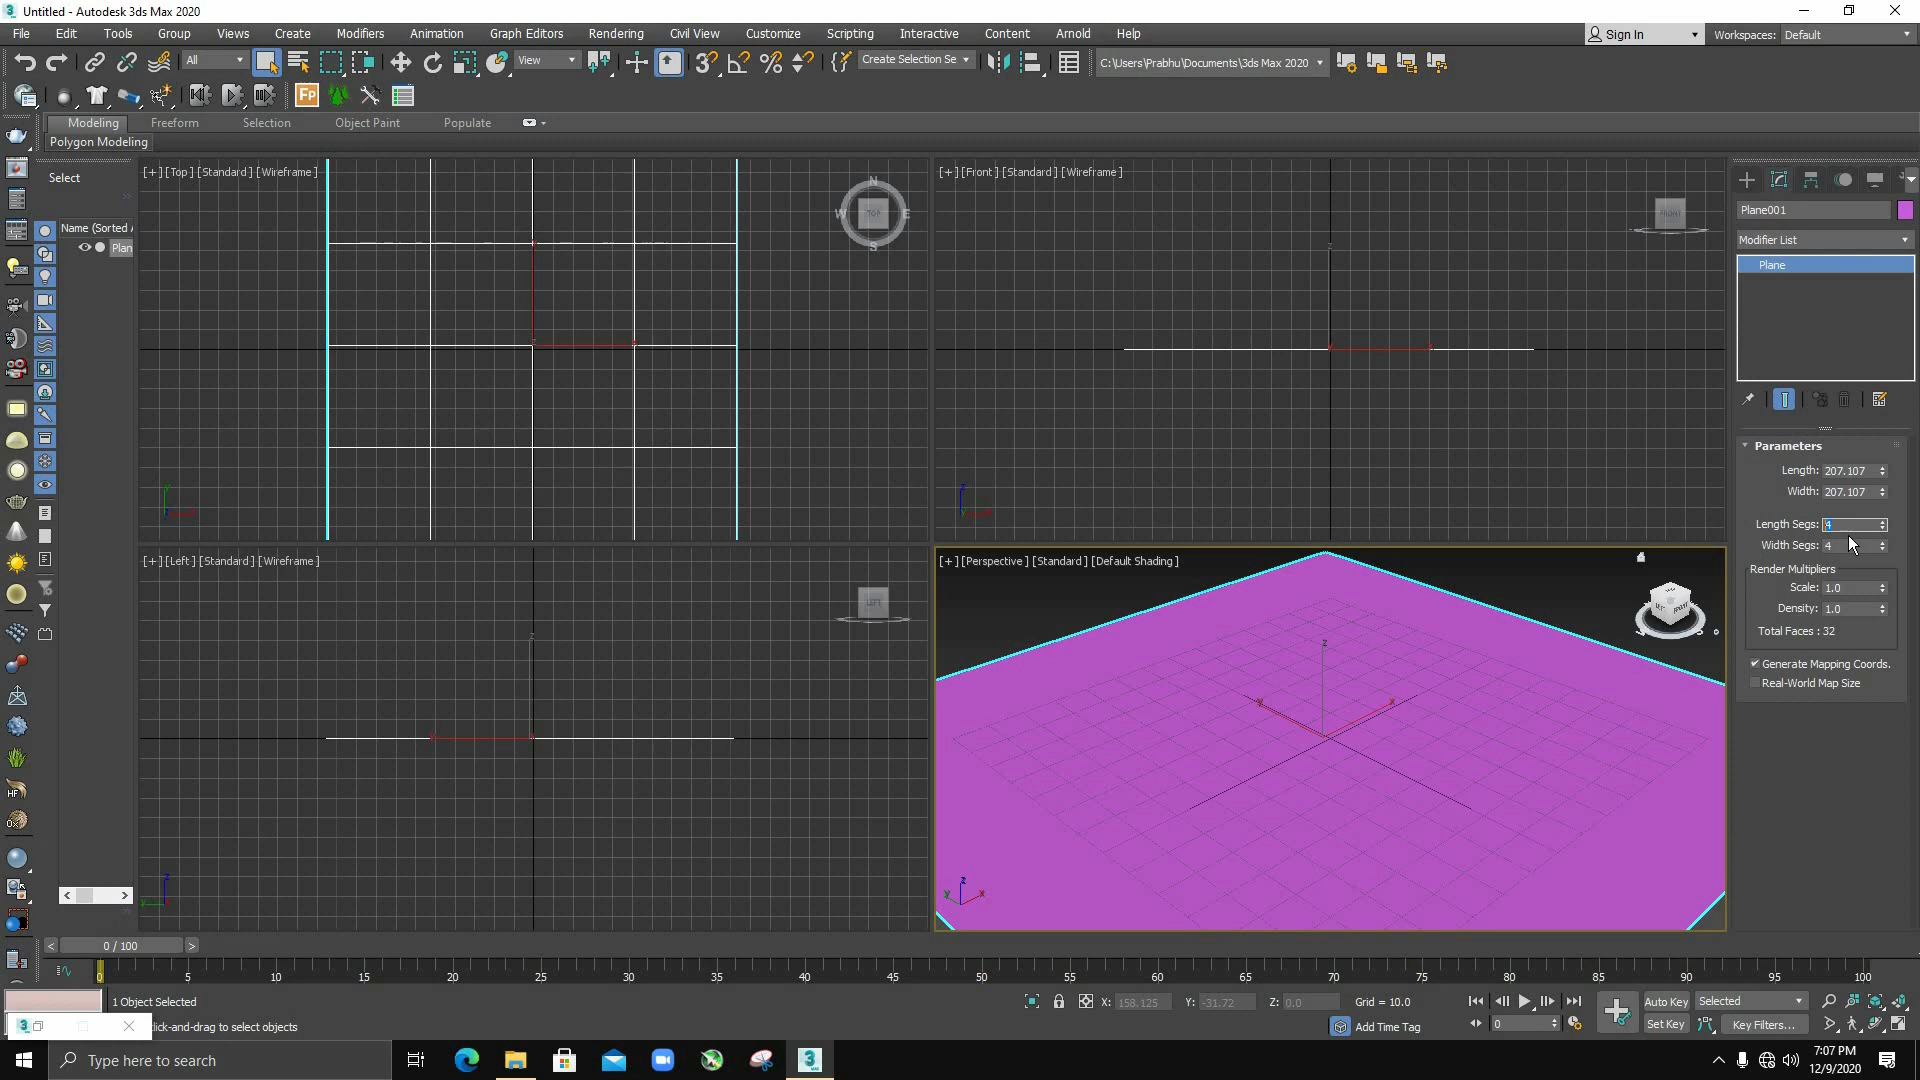 Untitled - Autodesk 3ds Max 2020
File Edit Tools Group Views Create Modifiers Animation Graph Editors Rendering Civil View Customize Scripting Interactive Content Arnold Help Sign In Workspaces: Default
All View Create Selection Se C:\Users\Prabhu\Documents\3ds Max 2020
Fp
Modeling Freeform Selection Object Paint Populate
Polygon Modeling
Select
Name (Sorted A
Plan
[+] [Top] [Standard] [Wireframe]
N
W TOP E
S
[+] [Front] [Standard] [Wireframe]
FRONT
[+] [Left] [Standard] [Wireframe]
LEFT
[+] [Perspective] [Standard] [Default Shading]
Plane001
Modifier List
Plane
Parameters
Length: 207.107
Width: 207.107
Length Segs: 4
Width Segs: 4
Render Multipliers
Scale: 1.0
Density: 1.0
Total Faces : 32
Generate Mapping Coords.
Real-World Map Size
HF
0 / 100
0 5 10 15 20 25 30 35 40 45 50 55 60 65 70 75 80 85 90 95 100
1 Object Selected
X: 158.125 Y: -31.72 Z: 0.0 Grid = 10.0
Auto Key Selected
lick-and-drag to select objects
Add Time Tag
0
Set Key Key Filters...
Type here to search
7:07 PM
12/9/2020